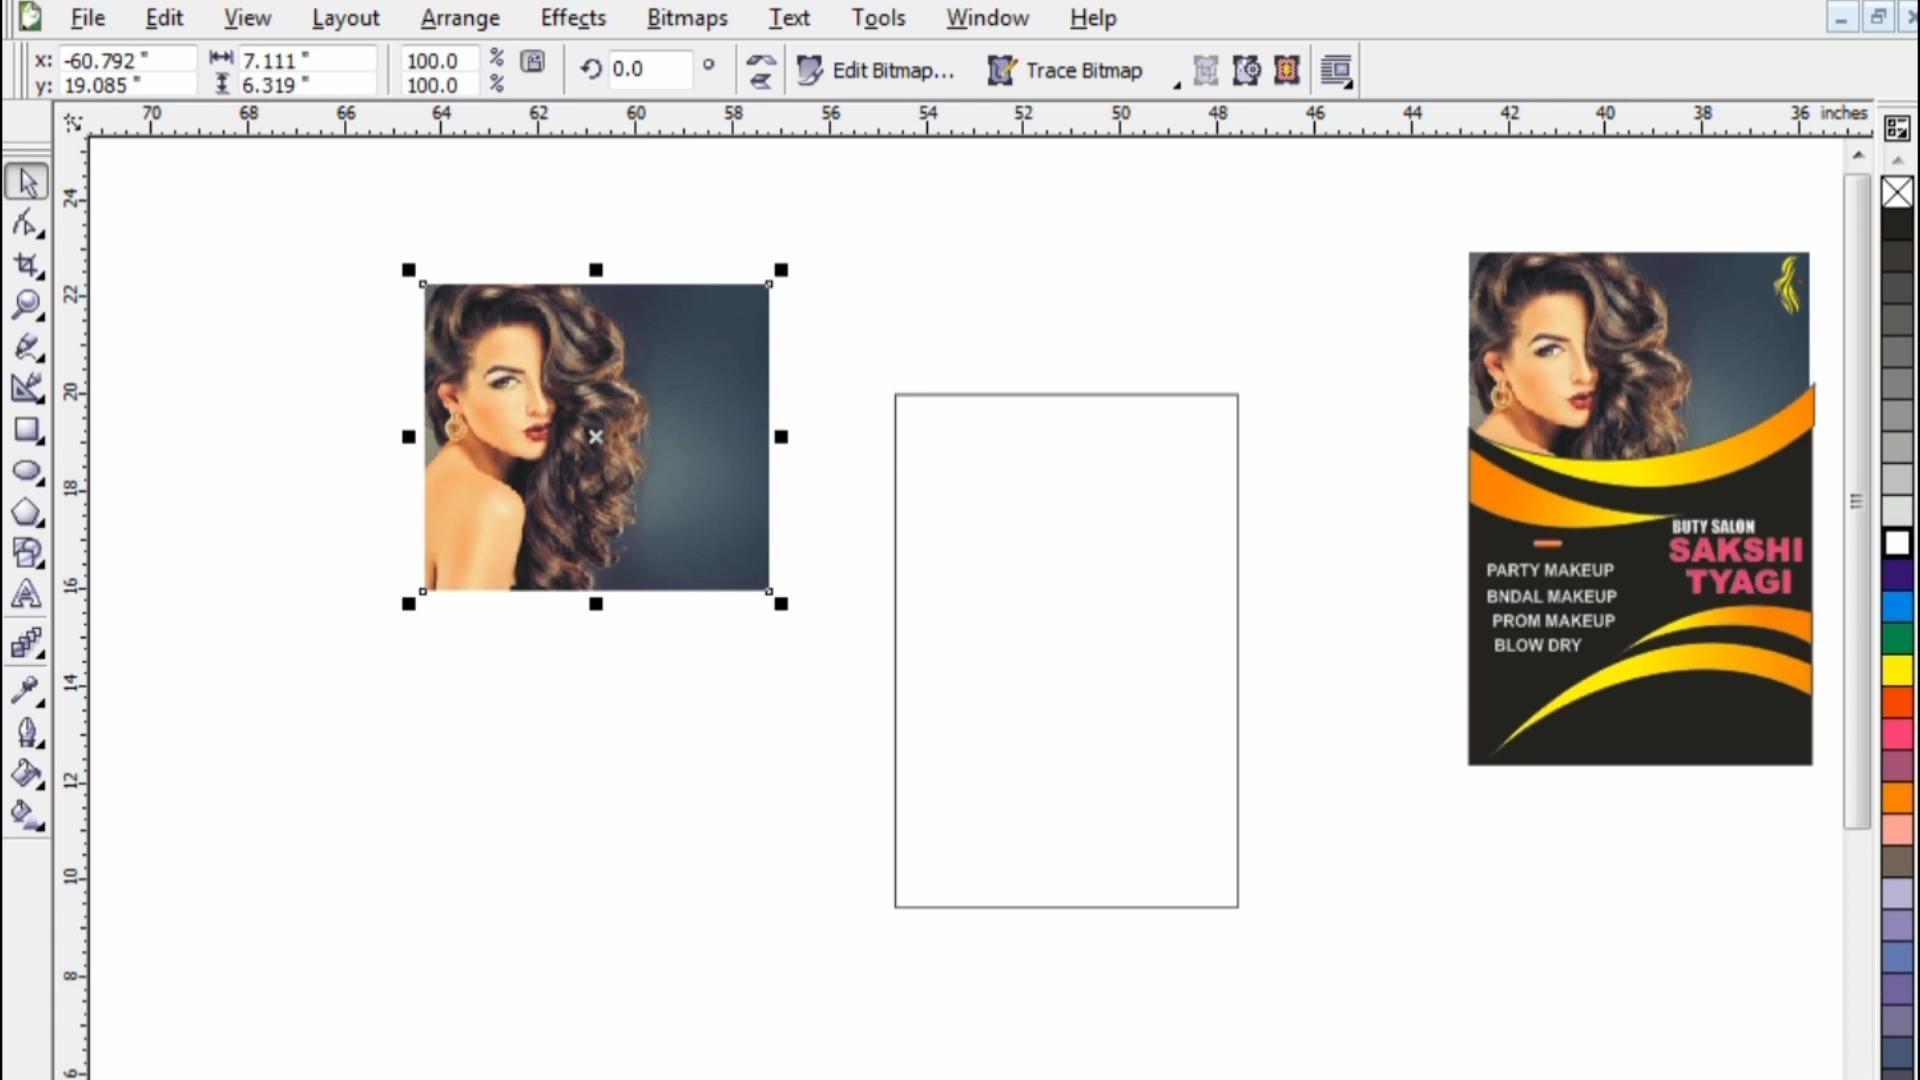 File Edit View Layout Arrange Effects Bitmaps Text Tools Window Help
x: -60.792 " 7.111 " 100.0 % 0.0 ° Edit Bitmap... Trace Bitmap
y: 19.085 " 6.319 " 100.0 %
70 68 66 64 62 60 58 56 54 52 50 48 46 44 42 40 38 36 inches
24
22
20
18
16
14
12
10
8
6
BUTY SALON
SAKSHI
TYAGI
PARTY MAKEUP
BNDAL MAKEUP
PROM MAKEUP
BLOW DRY